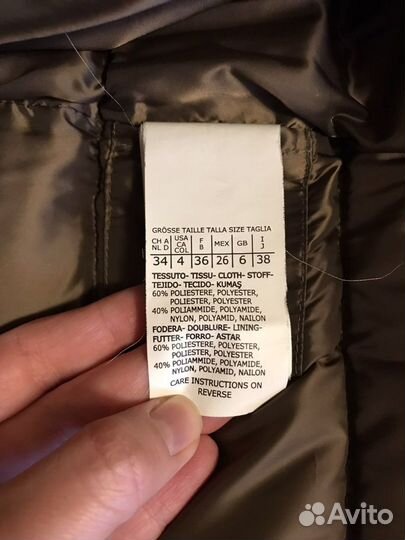 GRÖSSE TAILLE TALLA SIZE TAGLIA
CH A NL D | USA CA COL | F B | MEX | GB | I J
34 | 4 | 36 | 26 | 6 | 38
TESSUTO- TISSU- CLOTH- STOFF-
TEJIDO- TECIDO- KUMAŞ
60% POLIESTERE, POLYESTER,
POLYESTER, POLIESTER
40% POLIAMMIDE, POLYAMIDE,
NYLON, POLYAMID, NAILON
FODERA- DOUBLURE- LINING-
FUTTER- FORRO- ASTAR
60% POLIESTERE, POLYESTER,
POLYESTER, POLIESTER
40% POLIAMMIDE, POLYAMIDE,
NYLON, POLYAMID, NAILON
CARE INSTRUCTIONS ON
REVERSE
Avito